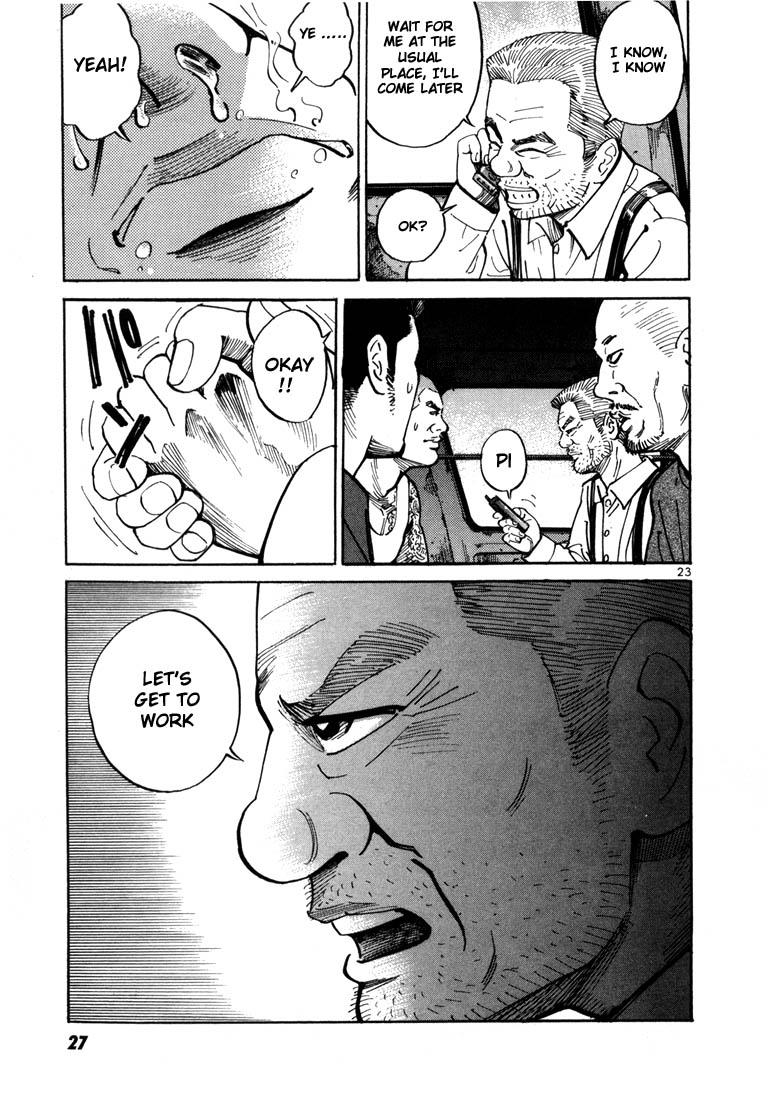 I KNOW,
I KNOW
WAIT FOR
ME AT THE
USUAL
PLACE, I'LL
COME LATER
OK?
YE .....
YEAH!
PI
OKAY
!!
23
LET'S
GET TO
WORK
27